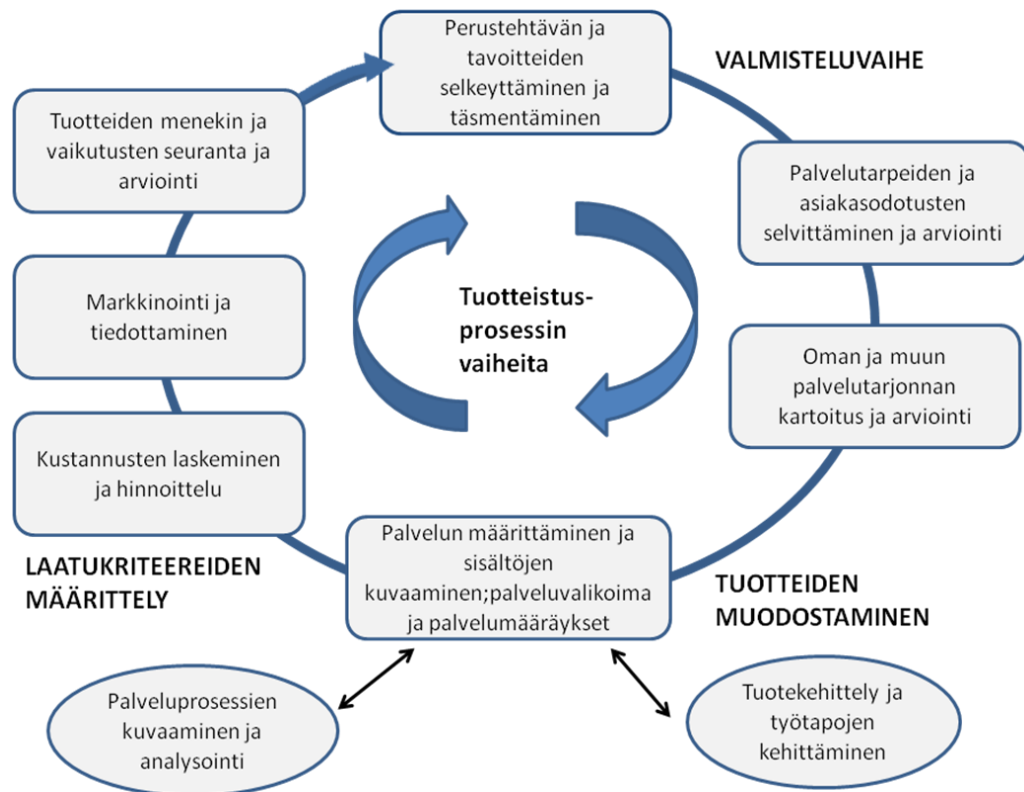 Perustehtävän ja
tavoitteiden
selkeyttäminen ja
täsmentäminen
VALMISTELUVAIHE
Palvelutarpeiden ja
asiakasodotusten
selvittäminen ja arviointi
Oman ja muun
palvelutarjonnan
kartoitus ja arviointi
TUOTTEIDEN
MUODOSTAMINEN
Palvelun määrittäminen ja
sisältöjen
kuvaaminen;palveluvalikoima
ja palvelumääräykset
Tuotekehittely ja
työtapojen
kehittäminen
Palveluprosessien
kuvaaminen ja
analysointi
LAATUKRITEEREIDEN
MÄÄRITTELY
Kustannusten laskeminen
ja hinnoittelu
Markkinointi ja
tiedottaminen
Tuotteiden menekin ja
vaikutusten seuranta ja
arviointi
Tuotteistus-
prosessin
vaiheita